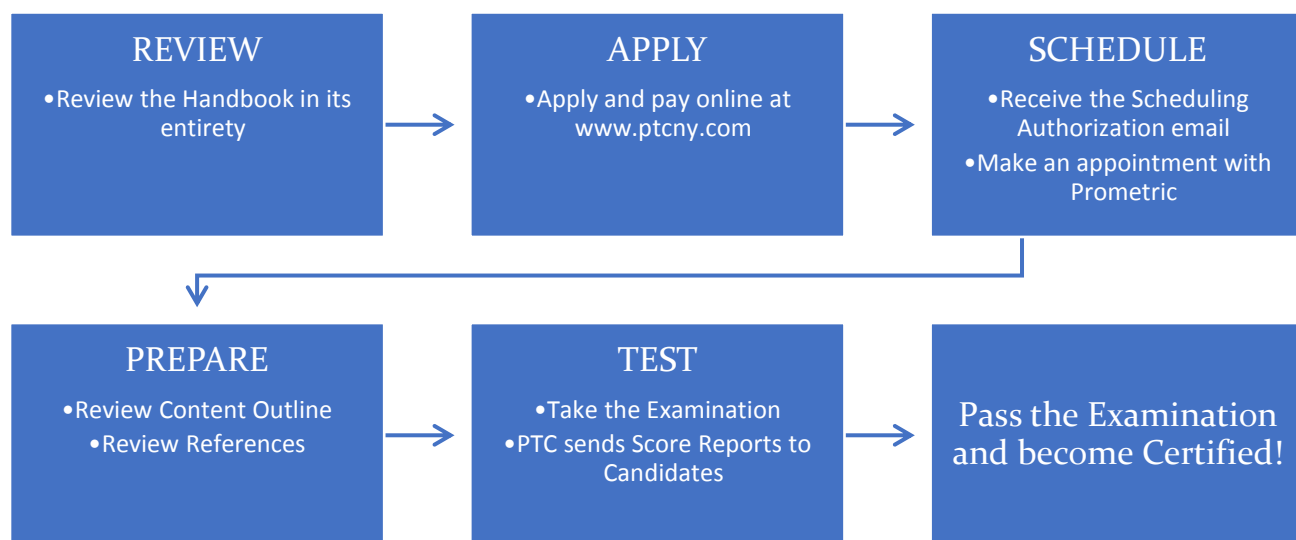 REVIEW
•Review the Handbook in its
entirety
APPLY
•Apply and pay online at
www.ptcny.com
SCHEDULE
•Receive the Scheduling
Authorization email
•Make an appointment with
Prometric
PREPARE
•Review Content Outline
•Review References
TEST
•Take the Examination
•PTC sends Score Reports to
Candidates
Pass the Examination
and become Certified!